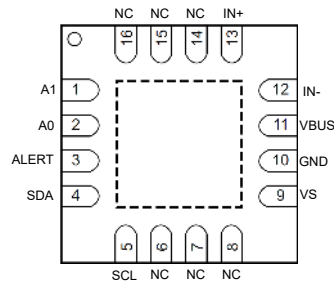 NC NC NC IN+
16 15 14 13
A1 1 12 IN-
A0 2 11 VBUS
ALERT 3 10 GND
SDA 4 9 VS
5 6 7 8
SCL NC NC NC